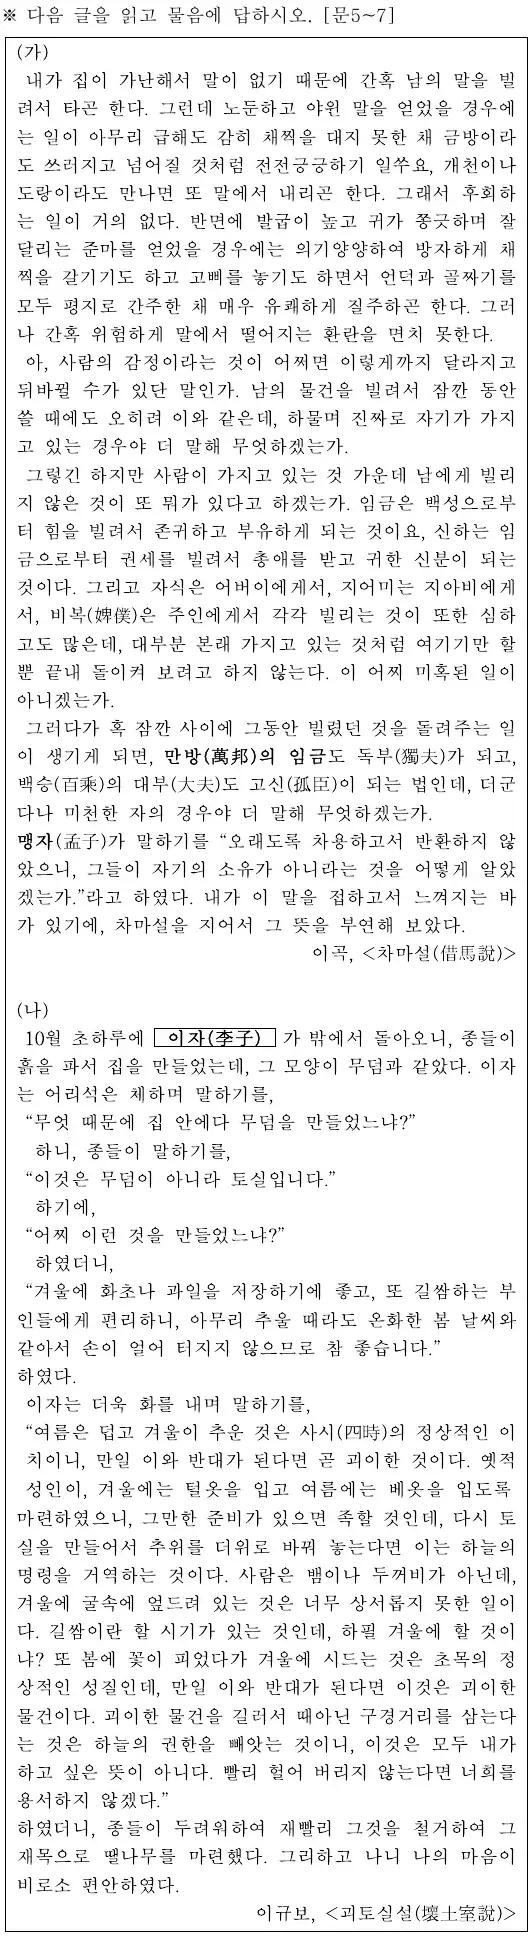 ※ 다음 글을 읽고 물음에 답하시오. [문5~7]
(가)
내가 집이 가난해서 말이 없기 때문에 간혹 남의 말을 빌
려서 타곤 한다. 그런데 노둔하고 야윈 말을 얻었을 경우에
는 일이 아무리 급해도 감히 채찍을 대지 못한 채 금방이라
도 쓰러지고 넘어질 것처럼 전전긍긍하기 일쑤요, 개천이나
도랑이라도 만나면 또 말에서 내리곤 한다. 그래서 후회하
는 일이 거의 없다. 반면에 발굽이 높고 귀가 쫑긋하며 잘
달리는 준마를 얻었을 경우에는 의기양양하여 방자하게 채
찍을 갈기기도 하고 고삐를 놓기도 하면서 언덕과 골짜기를
모두 평지로 간주한 채 매우 유쾌하게 질주하곤 한다. 그러
나 간혹 위험하게 말에서 떨어지는 환란을 면치 못한다.
아, 사람의 감정이라는 것이 어쩌면 이렇게까지 달라지고
뒤바뀔 수가 있단 말인가. 남의 물건을 빌려서 잠깐 동안
쓸 때에도 오히려 이와 같은데, 하물며 진짜로 자기가 가지
고 있는 경우야 더 말해 무엇하겠는가.
그렇긴 하지만 사람이 가지고 있는 것 가운데 남에게 빌리
지 않은 것이 또 뭐가 있다고 하겠는가. 임금은 백성으로부
터 힘을 빌려서 존귀하고 부유하게 되는 것이요, 신하는 임
금으로부터 권세를 빌려서 총애를 받고 귀한 신분이 되는
것이다. 그리고 자식은 어버이에게서, 지어미는 지아비에게
서, 비복(婢僕)은 주인에게서 각각 빌리는 것이 또한 심하
고도 많은데, 대부분 본래 가지고 있는 것처럼 여기기만 할
뿐 끝내 돌이켜 보려고 하지 않는다. 이 어찌 미혹된 일이
아니겠는가.
그러다가 혹 잠깐 사이에 그동안 빌렸던 것을 돌려주는 일
이 생기게 되면, 만방(萬邦)의 임금도 독부(獨夫)가 되고,
백승(百乘)의 대부(大夫)도 고신(孤臣)이 되는 법인데, 더군
다나 미천한 자의 경우야 더 말해 무엇하겠는가.
맹자(孟子)가 말하기를 “오래도록 차용하고서 반환하지 않
았으니, 그들이 자기의 소유가 아니라는 것을 어떻게 알았
겠는가.”라고 하였다. 내가 이 말을 접하고서 느껴지는 바
가 있기에, 차마설을 지어서 그 뜻을 부연해 보았다.
이곡, <차마설(借馬說)>
(나)
10월 초하루에 이자(李子) 가 밖에서 돌아오니, 종들이
흙을 파서 집을 만들었는데, 그 모양이 무덤과 같았다. 이자
는 어리석은 체하며 말하기를,
“무엇 때문에 집 안에다 무덤을 만들었느냐?”
하니, 종들이 말하기를,
“이것은 무덤이 아니라 토실입니다.”
하기에,
“어찌 이런 것을 만들었느냐?”
하였더니,
“겨울에 화초나 과일을 저장하기에 좋고, 또 길쌈하는 부
인들에게 편리하니, 아무리 추울 때라도 온화한 봄 날씨와
같아서 손이 얼어 터지지 않으므로 참 좋습니다.”
하였다.
이자는 더욱 화를 내며 말하기를,
“여름은 덥고 겨울이 추운 것은 사시(四時)의 정상적인 이
치이니, 만일 이와 반대가 된다면 곧 괴이한 것이다. 옛적
성인이, 겨울에는 털옷을 입고 여름에는 베옷을 입도록
마련하였으니, 그만한 준비가 있으면 족할 것인데, 다시 토
실을 만들어서 추위를 더위로 바꿔 놓는다면 이는 하늘의
명령을 거역하는 것이다. 사람은 뱀이나 두꺼비가 아닌데,
겨울에 굴속에 엎드려 있는 것은 너무 상서롭지 못한 일이
다. 길쌈이란 할 시기가 있는 것인데, 하필 겨울에 할 것이
냐? 또 봄에 꽃이 피었다가 겨울에 시드는 것은 초목의 정
상적인 성질인데, 만일 이와 반대가 된다면 이것은 괴이한
물건이다. 괴이한 물건을 길러서 때아닌 구경거리를 삼는다
는 것은 하늘의 권한을 빼앗는 것이니, 이것은 모두 내가
하고 싶은 뜻이 아니다. 빨리 헐어 버리지 않는다면 너희를
용서하지 않겠다.”
하였더니, 종들이 두려워하여 재빨리 그것을 철거하여 그
재목으로 땔나무를 마련했다. 그리하고 나니 나의 마음이
비로소 편안하였다.
이규보, <괴토실설(壞土室說)>